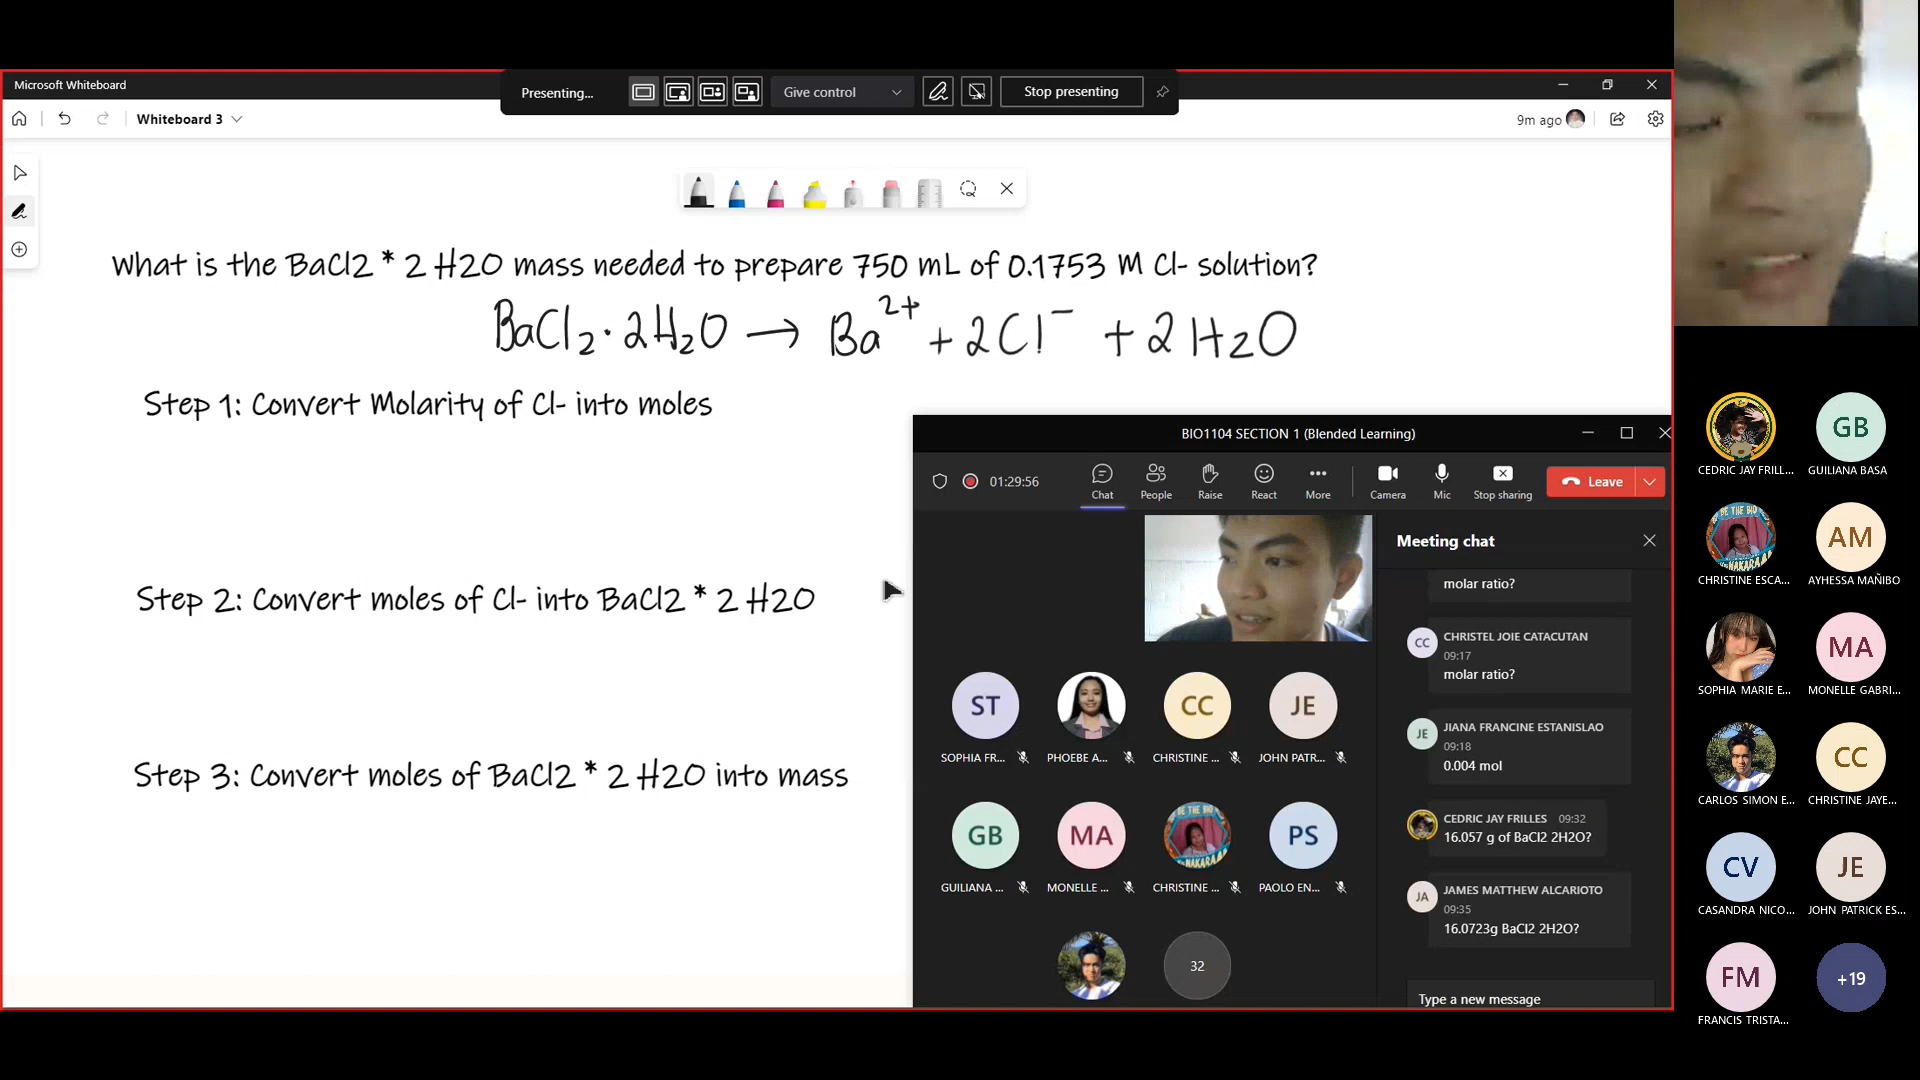 Microsoft Whiteboard
Presenting...
Give control
Stop presenting
Whiteboard 3
9m ago
What is the BaCl2 * 2 H2O mass needed to prepare 750 mL of 0.1753 M Cl- solution?
BaCl₂·2H₂O → Ba²⁺ + 2Cl⁻ + 2H₂O
Step 1: Convert Molarity of Cl- into moles
Step 2: Convert moles of Cl- into BaCl2 * 2 H2O
Step 3: Convert moles of BaCl2 * 2 H2O into mass
BIO1104 SECTION 1 (Blended Learning)
01:29:56
Chat
People
Raise
React
More
Camera
Mic
Stop sharing
Leave
ST
SOPHIA FR...
PHOEBE A...
CC
CHRISTINE ...
JE
JOHN PATR...
GB
GUILIANA ...
MA
MONELLE ...
CHRISTINE ...
PS
PAOLO EN...
32
Meeting chat
molar ratio?
CC
CHRISTEL JOIE CATACUTAN
09:17
molar ratio?
JE
JIANA FRANCINE ESTANISLAO
09:18
0.004 mol
CEDRIC JAY FRILLES 09:32
16.057 g of BaCl2 2H2O?
JA
JAMES MATTHEW ALCARIOTO
09:35
16.0723g BaCl2 2H2O?
Type a new message
CEDRIC JAY FRILL...
GB
GUILIANA BASA
CHRISTINE ESCA...
AM
AYHESSA MAÑIBO
SOPHIA MARIE E...
MA
MONELLE GABRI...
CARLOS SIMON E...
CC
CHRISTINE JAYE...
CV
CASANDRA NICO...
JE
JOHN PATRICK ES...
FM
FRANCIS TRISTA...
+19